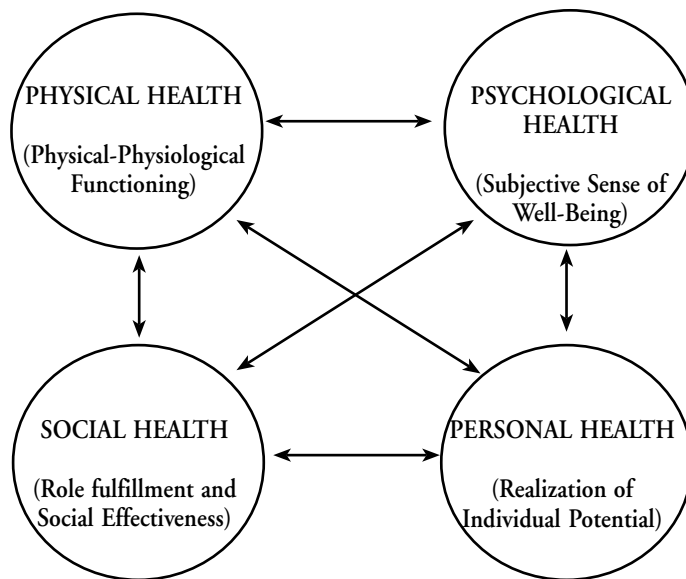 PHYSICAL HEALTH
(Physical-Physiological
Functioning)
PSYCHOLOGICAL
HEALTH
(Subjective Sense of
Well-Being)
SOCIAL HEALTH
(Role fulfillment and
Social Effectiveness)
PERSONAL HEALTH
(Realization of
Individual Potential)